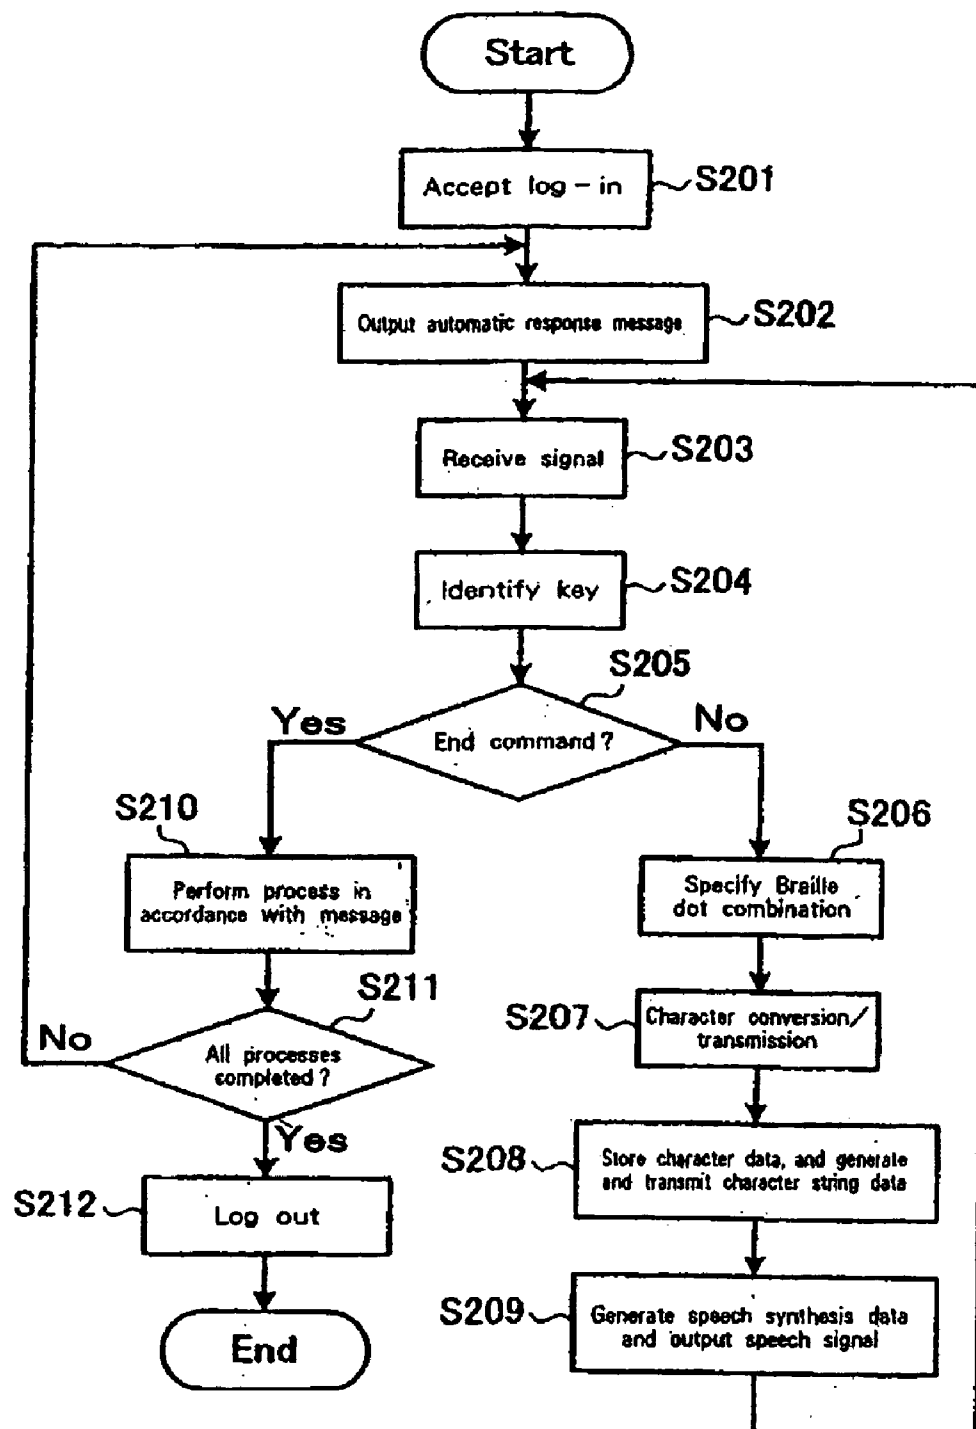 Start
Accept log-in
S201
Output automatic response message
S202
Receive signal
S203
Identify key
S204
S205
Yes
End command?
No
S210
S206
Perform process in
accordance with message
Specify Braille
dot combination
S211
S207
Character conversion/
transmission
No
All processes
completed?
Yes
S208
Store character data, and generate
and transmit character string data
S212
Log out
S209
Generate speech synthesis data
and output speech signal
End